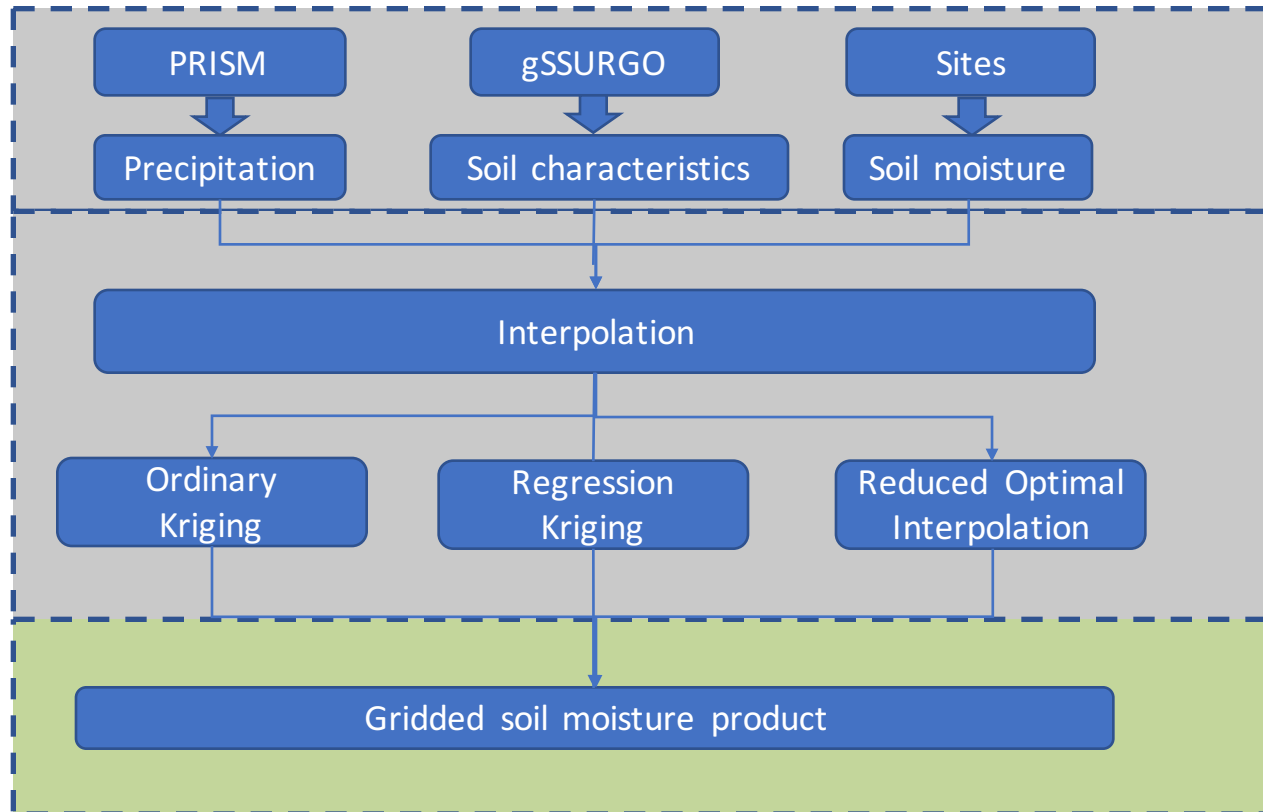 PRISM
gSSURGO
Sites
Precipitation
Soil characteristics
Soil moisture
Interpolation
Ordinary
Kriging
Regression
Kriging
Reduced Optimal
Interpolation
Gridded soil moisture product